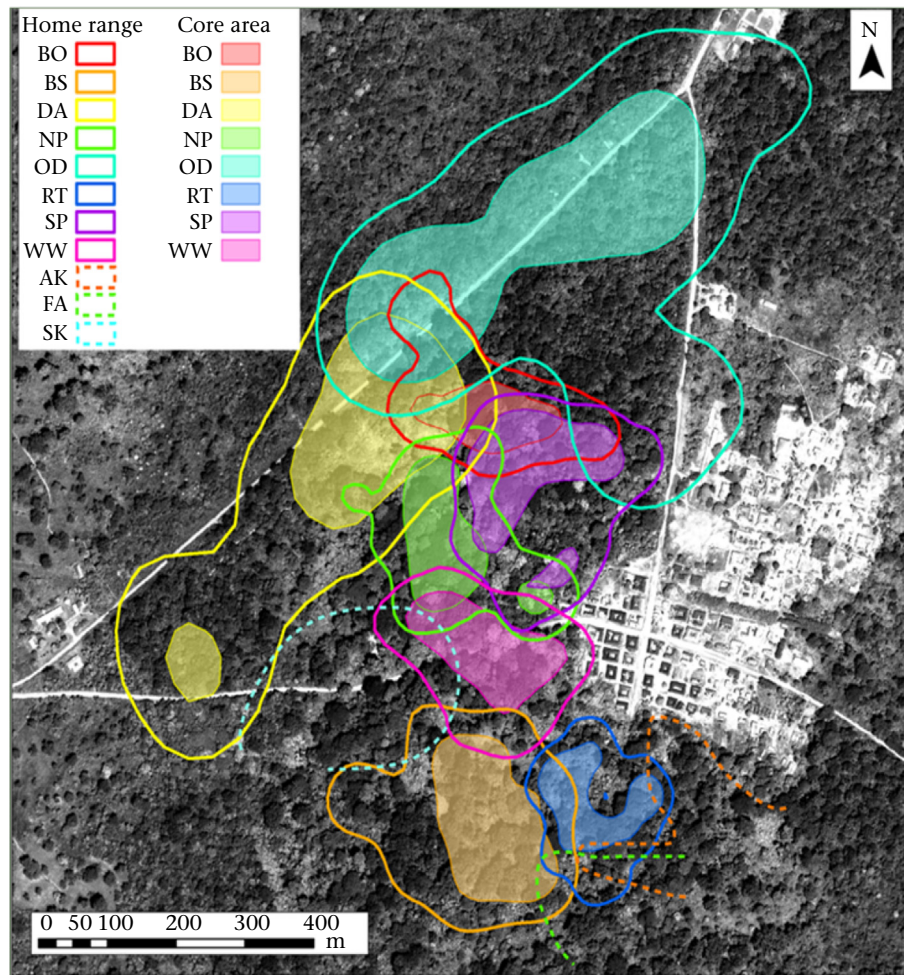 Home range Core area
BO BO
BS BS
DA DA
NP NP
OD OD
RT RT
SP SP
WW WW
AK
FA
SK
N
0 50 100 200 300 400
m